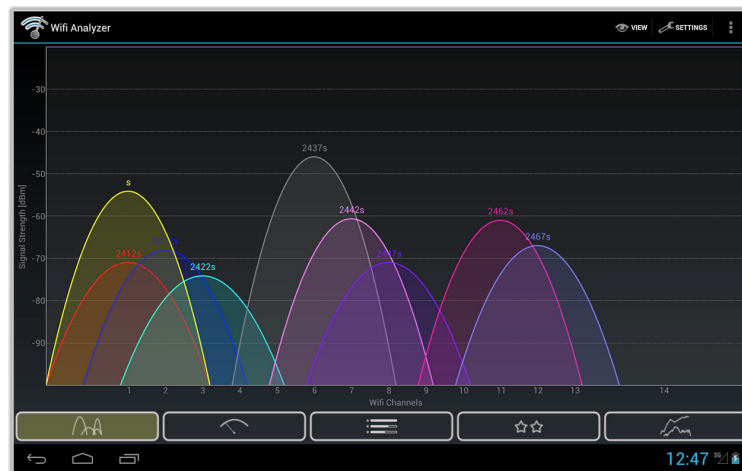 Wifi Analyzer
VIEW
SETTINGS
Signal Strength [dBm]
-30
-40
-50
-60
-70
-80
-90
s
2412s
2422s
2437s
2442s
2462s
2467s
1 2 3 4 5 6 7 8 9 10 11 12 13 14
Wifi Channels
12:47
3G